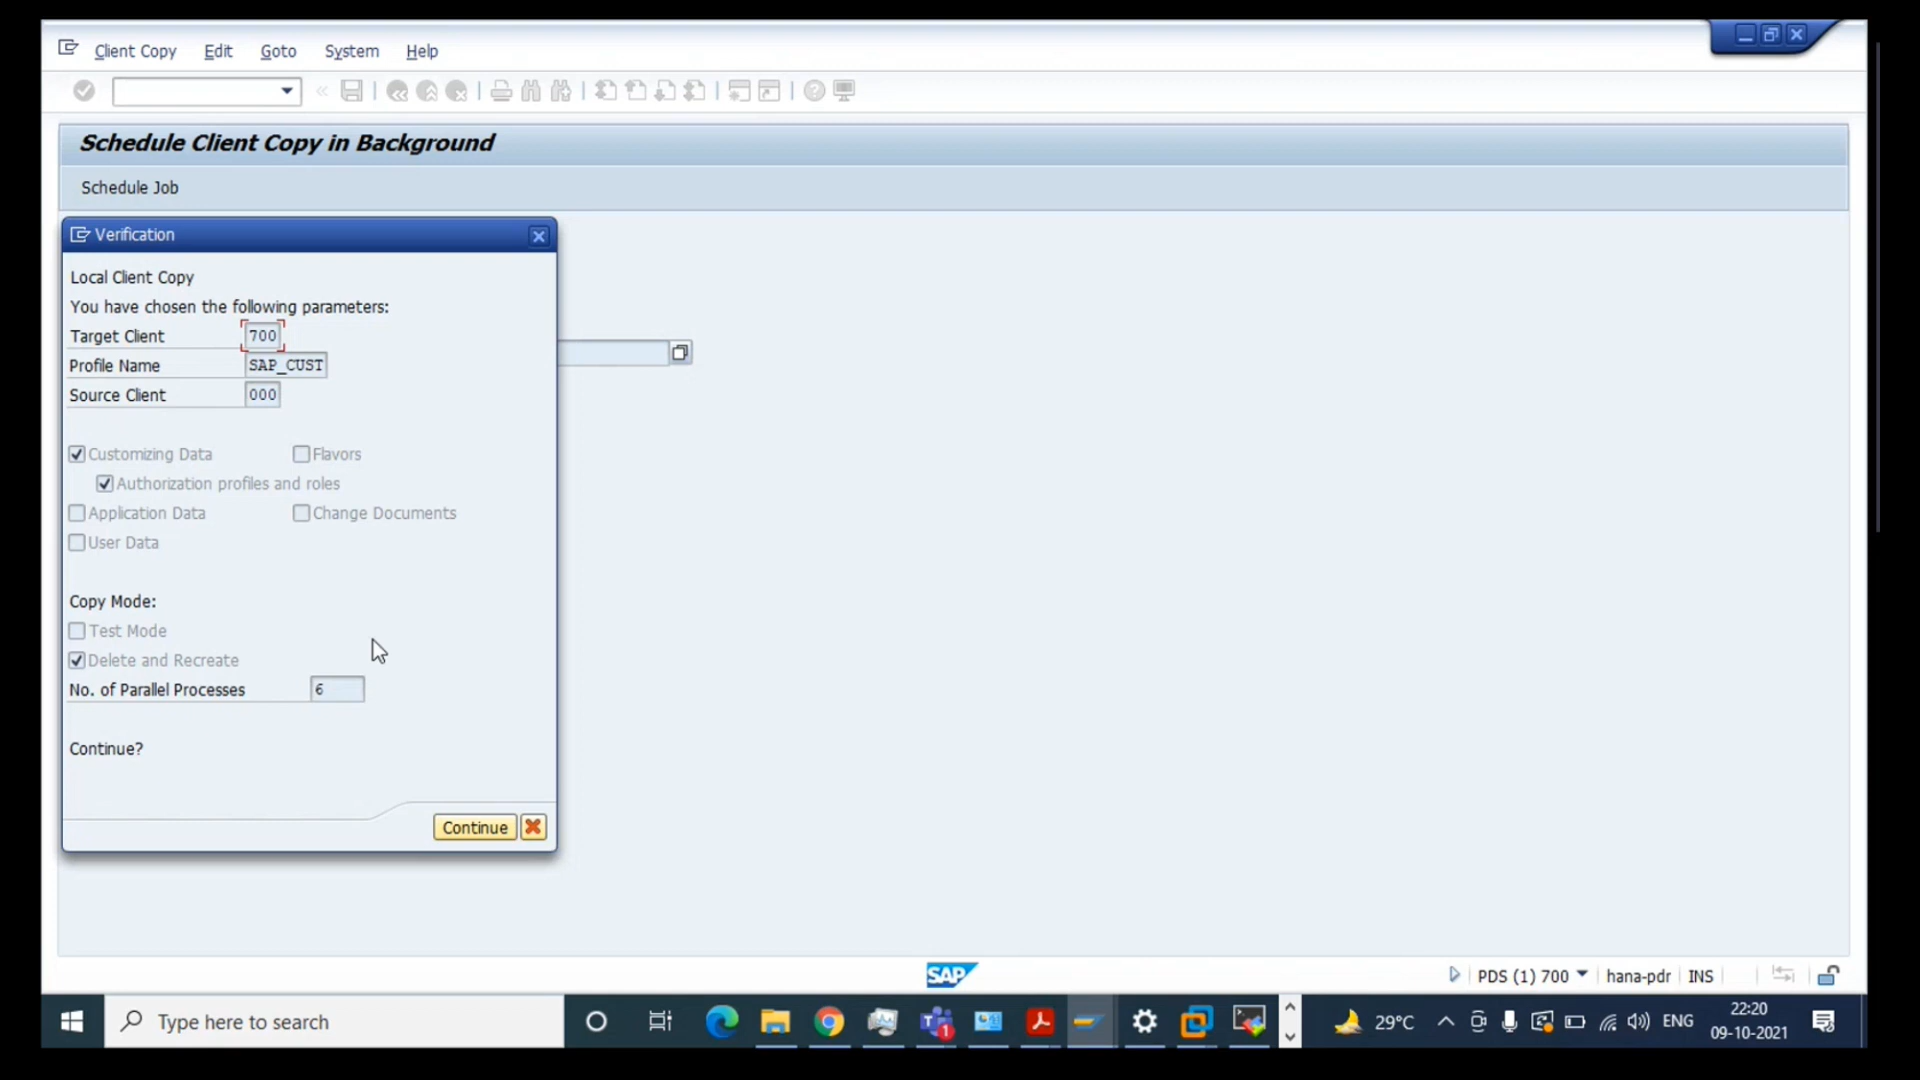 Client Copy Edit Goto System Help
Schedule Client Copy in Background
Schedule Job
Verification
Local Client Copy
You have chosen the following parameters:
Target Client 700
Profile Name SAP_CUST
Source Client 000
Customizing Data Flavors
Authorization profiles and roles
Application Data Change Documents
User Data
Copy Mode:
Test Mode
Delete and Recreate
No. of Parallel Processes 6
Continue?
Continue
SAP PDS (1) 700 hana-pdr INS
Type here to search 1 29°C ENG 22:20
09-10-2021